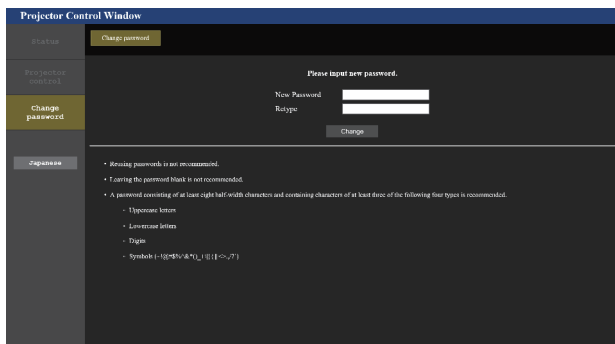 Projector Control Window
Status
Change password
Projector
control
Please input new password.
New Password
Change
password
Retype
Change
Japanese
• Reusing passwords is not recommended.
• Leaving the password blank is not recommended.
• A password consisting of at least eight half-width characters and containing characters of at least three of the following four types is recommended.
Uppercase letters
Lowercase letters
Digits
Symbols